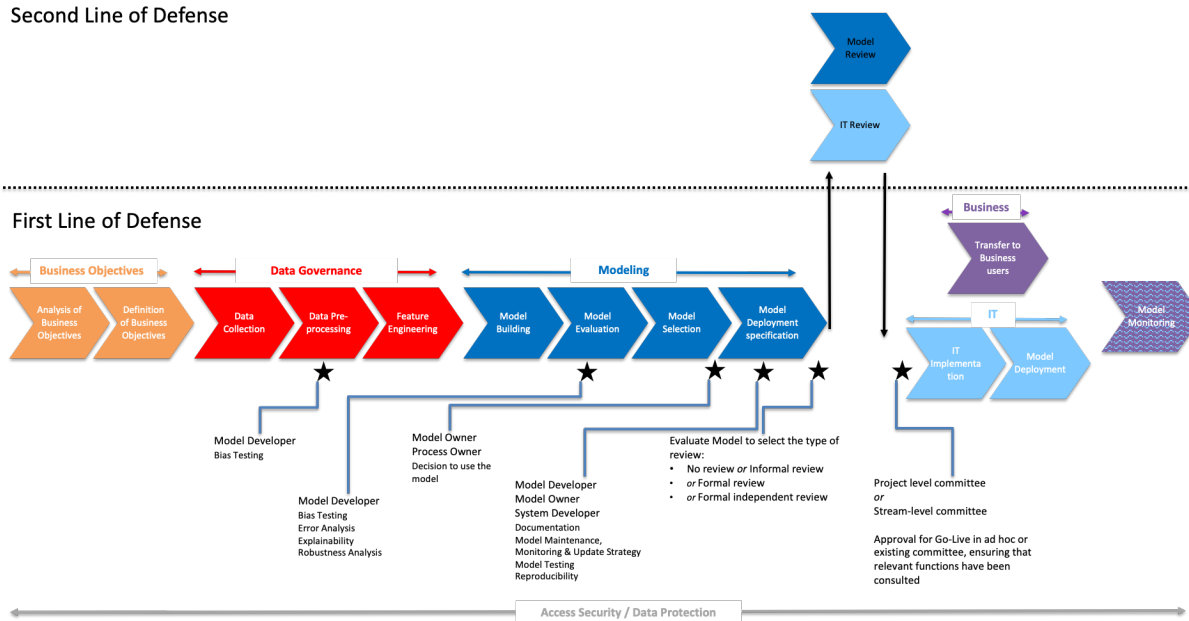 Second Line of Defense
Model
Review
IT Review
First Line of Defense
Business
Transfer to
Business
users
Business Objectives
Data Governance
Modeling
Analysis of
Business
Objectives
Definition
of Business
Objectives
Data
Collection
Data Pre-
processing
Feature
Engineering
Model
Building
Model
Evaluation
Model
Selection
Model
Deployment
specification
IT
IT
Implementa
tion
Model
Deployment
Model
Monitoring
Model Developer
Bias Testing
Model Developer
Bias Testing
Error Analysis
Explainability
Robustness Analysis
Model Owner
Process Owner
Decision to use the
model
Model Developer
Model Owner
System Developer
Documentation
Model Maintenance,
Monitoring & Update Strategy
Model Testing
Reproducibility
Evaluate Model to select the type of
review:
• No review or Informal review
• or Formal review
• or Formal independent review
Project level committee
or
Stream-level committee
Approval for Go-Live in ad hoc or
existing committee, ensuring that
relevant functions have been
consulted
Access Security / Data Protection